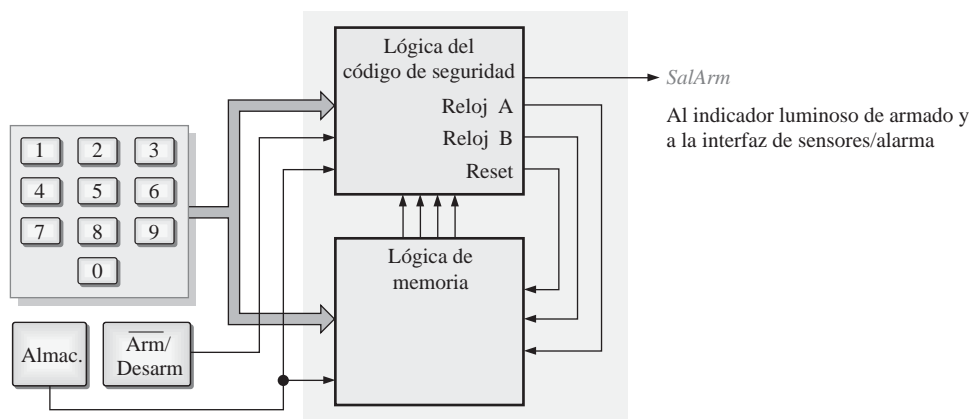 Lógica del
código de seguridad
SalArm
Reloj A
Reloj B
Reset
Al indicador luminoso de armado y
a la interfaz de sensores/alarma
1 2 3
4 5 6
7 8 9
0
Lógica de
memoria
Almac.
Arm/
Desarm